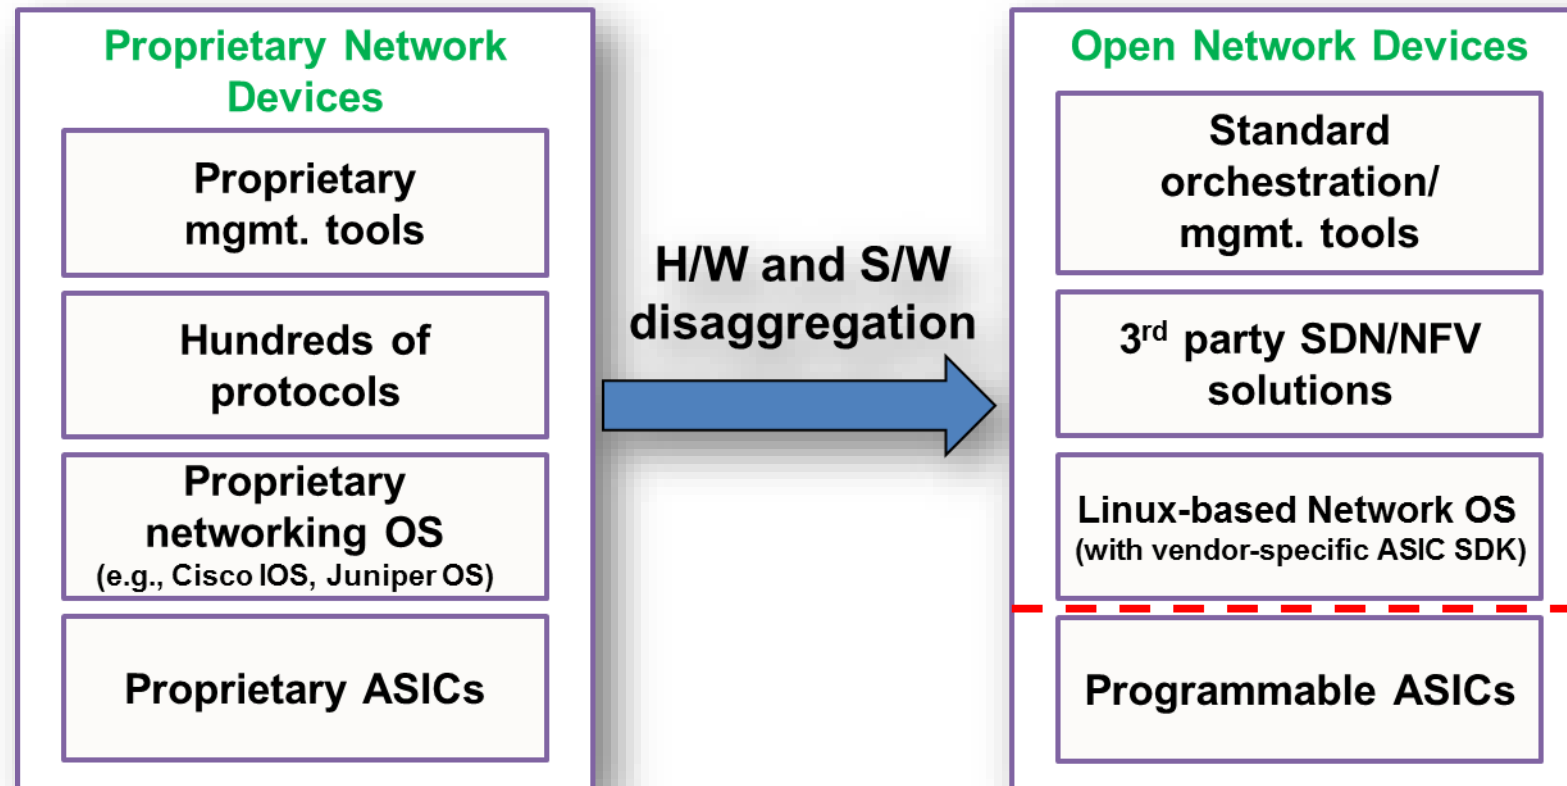 Proprietary Network
Devices
Proprietary
mgmt. tools
Hundreds of
protocols
Proprietary
networking OS
(e.g., Cisco IOS, Juniper OS)
Proprietary ASICs
H/W and S/W
disaggregation
Open Network Devices
Standard
orchestration/
mgmt. tools
3rd party SDN/NFV
solutions
Linux-based Network OS
(with vendor-specific ASIC SDK)
Programmable ASICs